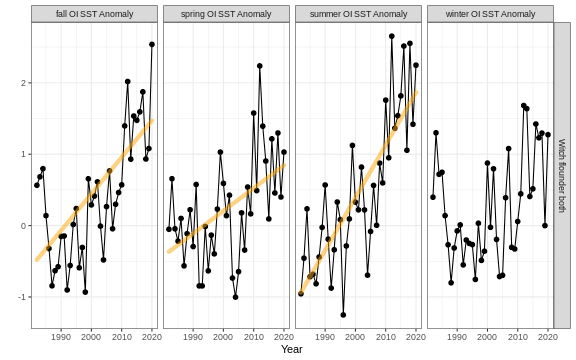 fall OI SST Anomaly spring OI SST Anomaly summer OI SST Anomaly winter OI SST Anomaly
2
1
0
-1
Witch flounder both
1990 2000 2010 2020 1990 2000 2010 2020 1990 2000 2010 2020 1990 2000 2010 2020
Year